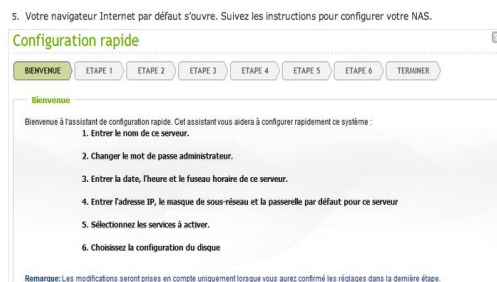 5. Votre navigateur Internet par défaut s'ouvre. Suivez les instructions pour configurer votre NAS.
Configuration rapide
BIENVENUE
ETAPE 1
ETAPE 2
ETAPE 3
ETAPE 4
ETAPE 5
ETAPE 6
TERMINER
Bienvenue
Bienvenue à l'assistant de configuration rapide. Cet assistant vous aidera à configurer rapidement ce système :
1. Entrer le nom de ce serveur.
2. Changer le mot de passe administrateur.
3. Entrer la date, l'heure et le fuseau horaire de ce serveur.
4. Entrer l'adresse IP, le masque de sous-réseau et la passerelle par défaut pour ce serveur
5. Sélectionnez les services à activer.
6. Choisissez la configuration du disque
Remarque: Les modifications seront prises en compte uniquement lorsque vous aurez confirmé les réglages dans la dernière étape.